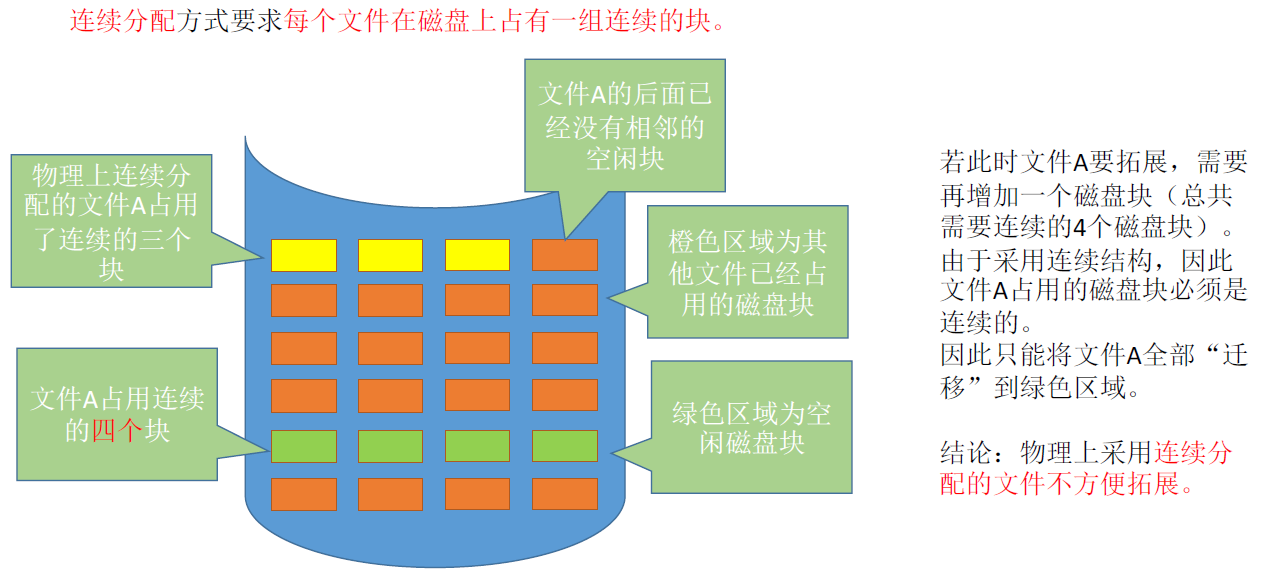 连续分配方式要求每个文件在磁盘上占有一组连续的块。
文件A的后面已
经没有相邻的
空闲块
物理上连续分
配的文件A占用
了连续的三个
块
橙色区域为其
他文件已经占
用的磁盘块
文件A占用连续
的四个块
绿色区域为空
闲磁盘块
若此时文件A要拓展，需要
再增加一个磁盘块（总共
需要连续的4个磁盘块）。
由于采用连续结构，因此
文件A占用的磁盘块必须是
连续的。
因此只能将文件A全部“迁
移”到绿色区域。
结论：物理上采用连续分
配的文件不方便拓展。